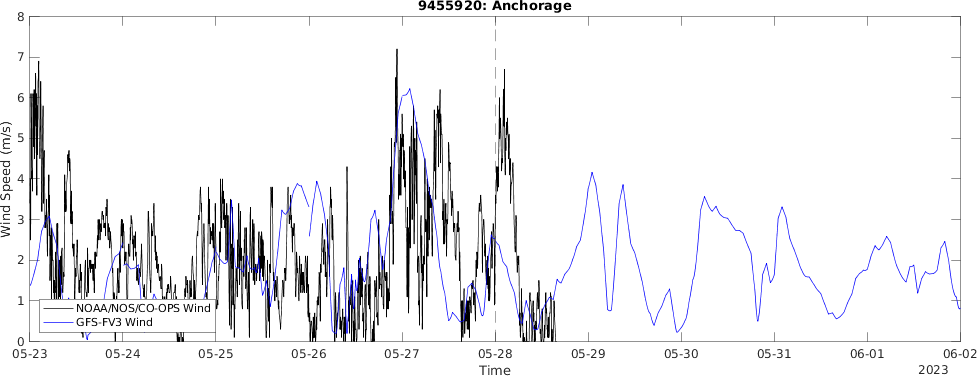 9455920: Anchorage
8
7
6
5
4
3
2
1
0
Wind Speed (m/s)
NOAA/NOS/CO-OPS Wind
GFS-FV3 Wind
05-23 05-24 05-25 05-26 05-27 05-28 05-29 05-30 05-31 06-01 06-02
Time
2023